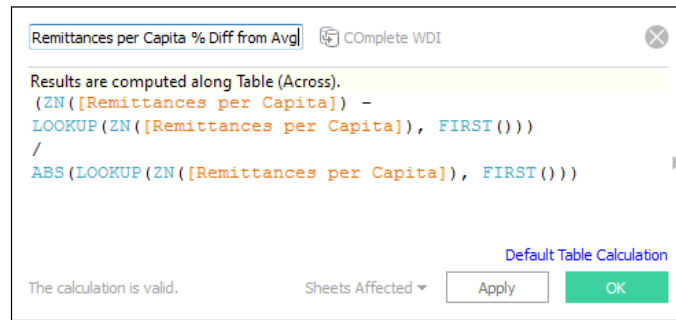 Remittances per Capita % Diff from Avg COmplete WDI
Results are computed along Table (Across).
(ZN([Remittances per Capita]) -
LOOKUP(ZN([Remittances per Capita]), FIRST()))
/
ABS(LOOKUP(ZN([Remittances per Capita]), FIRST()))
Default Table Calculation
The calculation is valid. Sheets Affected Apply OK